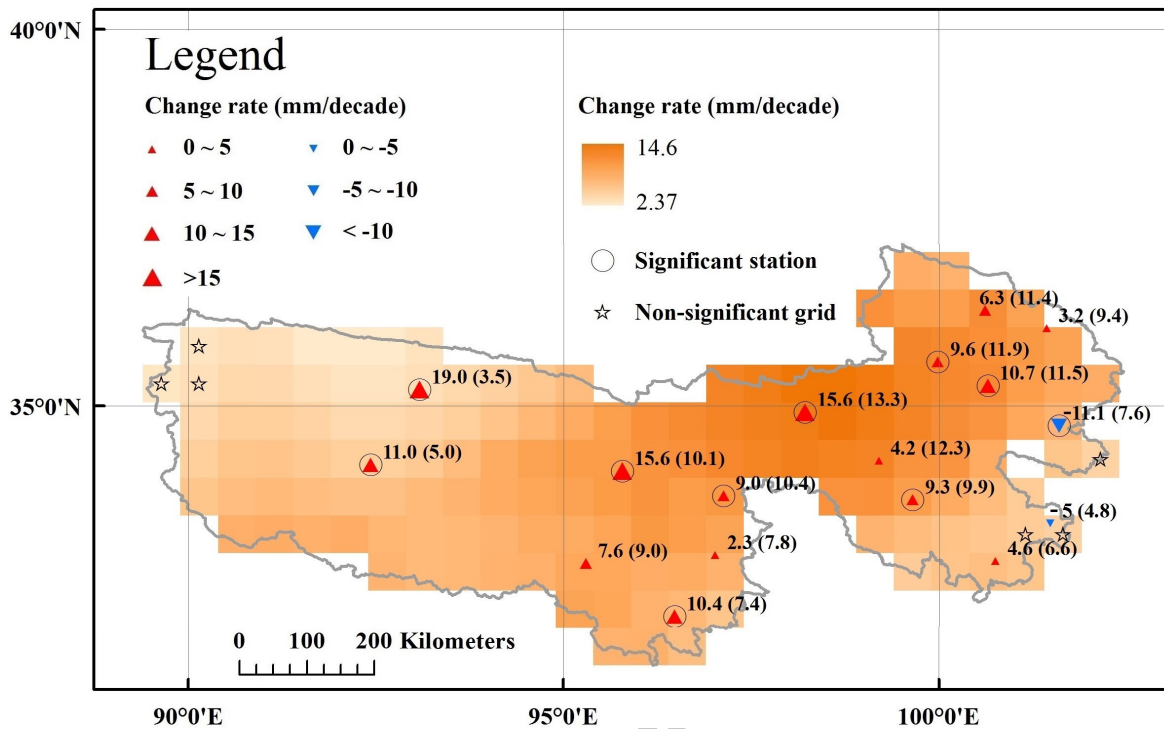 40°0'N
Legend
Change rate (mm/decade)
0 ~ 5
0 ~ -5
5 ~ 10
-5 ~ -10
10 ~ 15
< -10
>15
Change rate (mm/decade)
14.6
2.37
Significant station
Non-significant grid
6.3 (11.4)
3.2 (9.4)
9.6 (11.9)
19.0 (3.5)
10.7 (11.5)
35°0'N
15.6 (13.3)
-11.1 (7.6)
11.0 (5.0)
15.6 (10.1)
4.2 (12.3)
9.0 (10.4)
9.3 (9.9)
-5 (4.8)
7.6 (9.0)
2.3 (7.8)
4.6 (6.6)
10.4 (7.4)
0 100 200 Kilometers
90°0'E
95°0'E
100°0'E